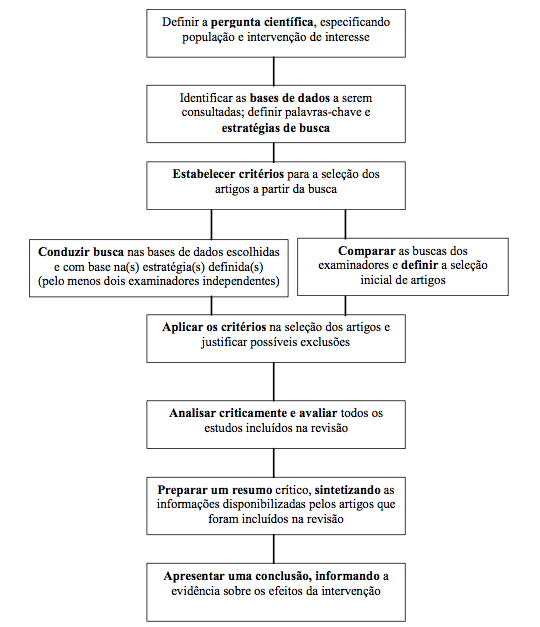 Definir a pergunta científica, especificando
população e intervenção de interesse
Identificar as bases de dados a serem
consultadas; definir palavras-chave e
estratégias de busca
Estabelecer critérios para a seleção dos
artigos a partir da busca
Conduzir busca nas bases de dados escolhidas
e com base na(s) estratégia(s) definida(s)
(pelo menos dois examinadores independentes)
Comparar as buscas dos
examinadores e definir a seleção
inicial de artigos
Aplicar os critérios na seleção dos artigos e
justificar possíveis exclusões
Analisar criticamente e avaliar todos os
estudos incluídos na revisão
Preparar um resumo crítico, sintetizando as
informações disponibilizadas pelos artigos que
foram incluídos na revisão
Apresentar uma conclusão, informando a
evidência sobre os efeitos da intervenção